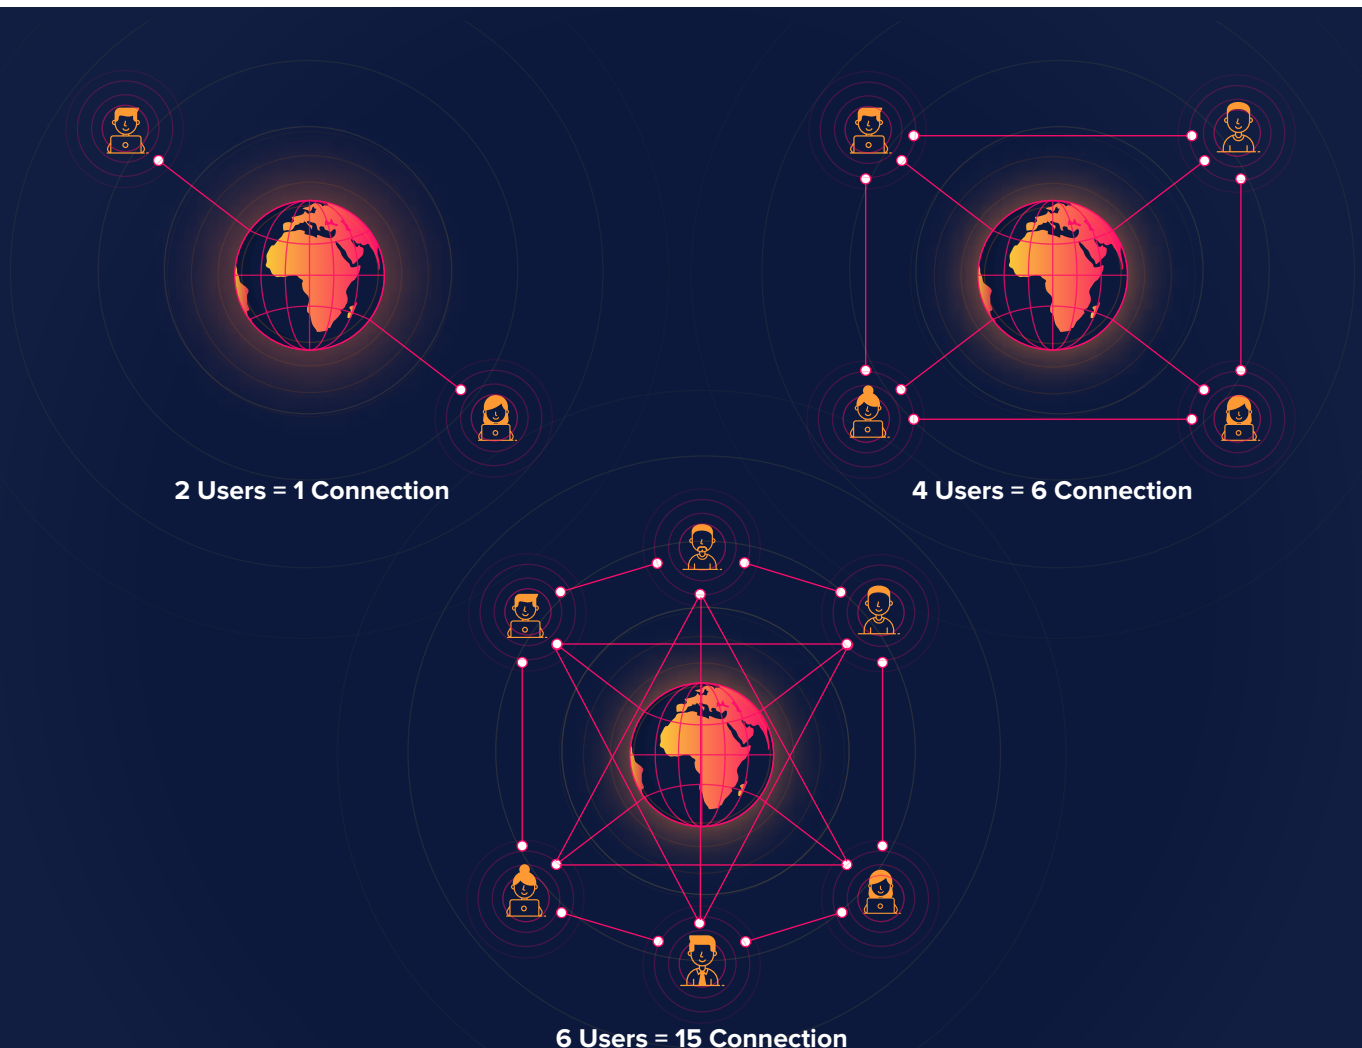 2 Users = 1 Connection
4 Users = 6 Connection
6 Users = 15 Connection